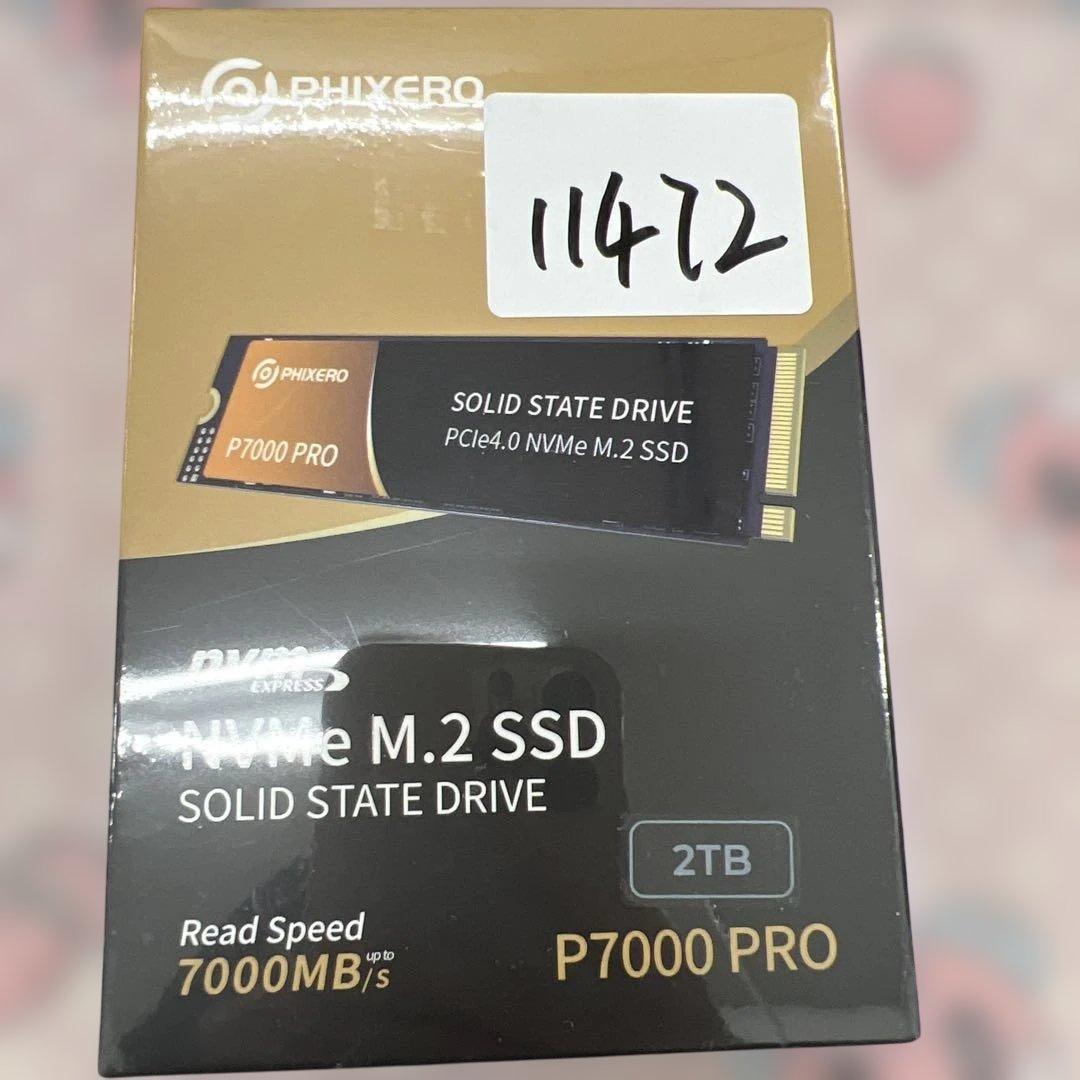 PHIXERO
11472
PHIXERO
SOLID STATE DRIVE
P7000 PRO
PCIe4.0 NVMe M.2 SSD
nvm
EXPRESS
NVMe M.2 SSD
SOLID STATE DRIVE
2TB
Read Speed
up to
7000MB/s
P7000 PRO